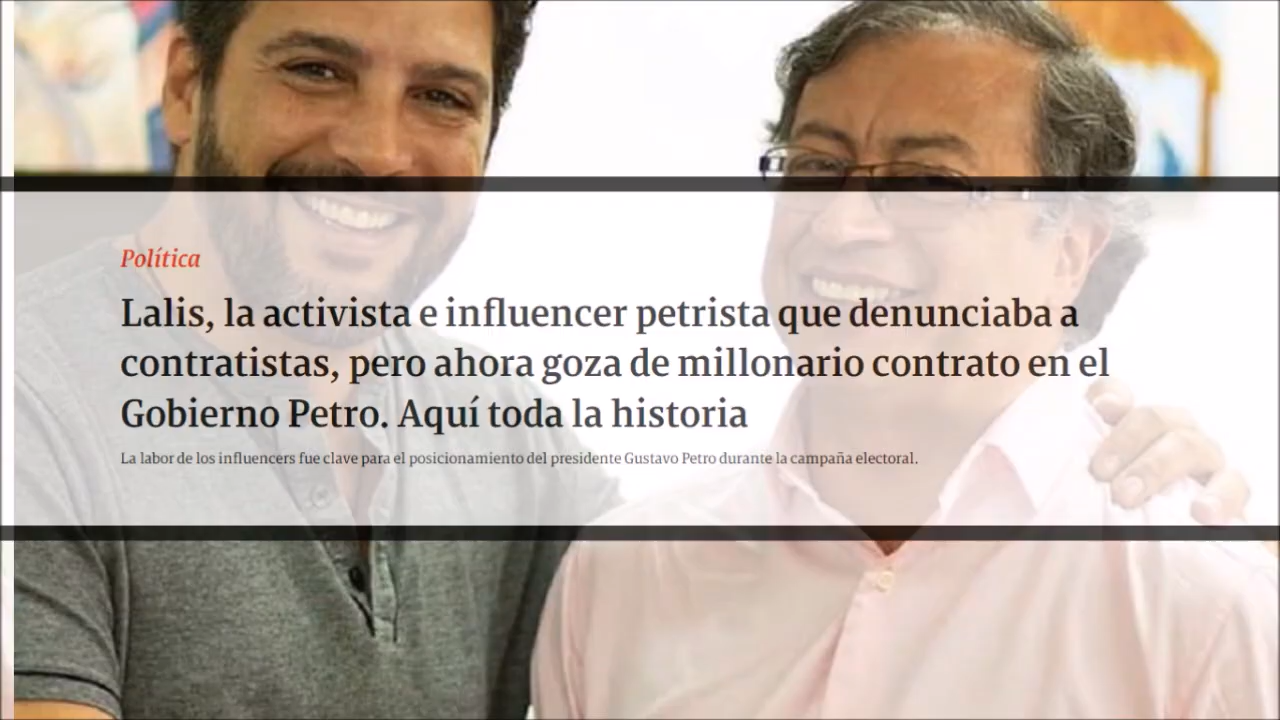 Política
Lalis, la activista e influencer petrista que denunciaba a
contratistas, pero ahora goza de millonario contrato en el
Gobierno Petro. Aquí toda la historia
La labor de los influencers fue clave para el posicionamiento del presidente Gustavo Petro durante la campaña electoral.